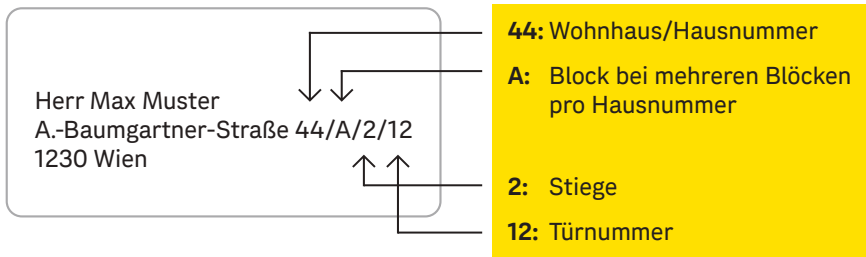 Herr Max Muster
A.-Baumgartner-Straße 44/A/2/12
1230 Wien
44: Wohnhaus/Hausnummer
A: Block bei mehreren Blöcken
pro Hausnummer
2: Stiege
12: Türnummer